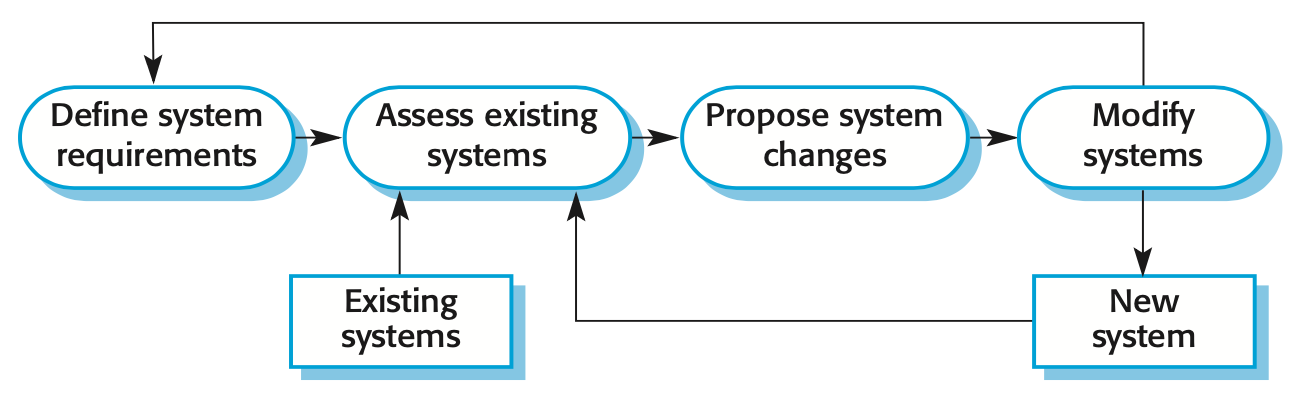 Define system
requirements
Assess existing
systems
Propose system
changes
Modify
systems
Existing
systems
New
system